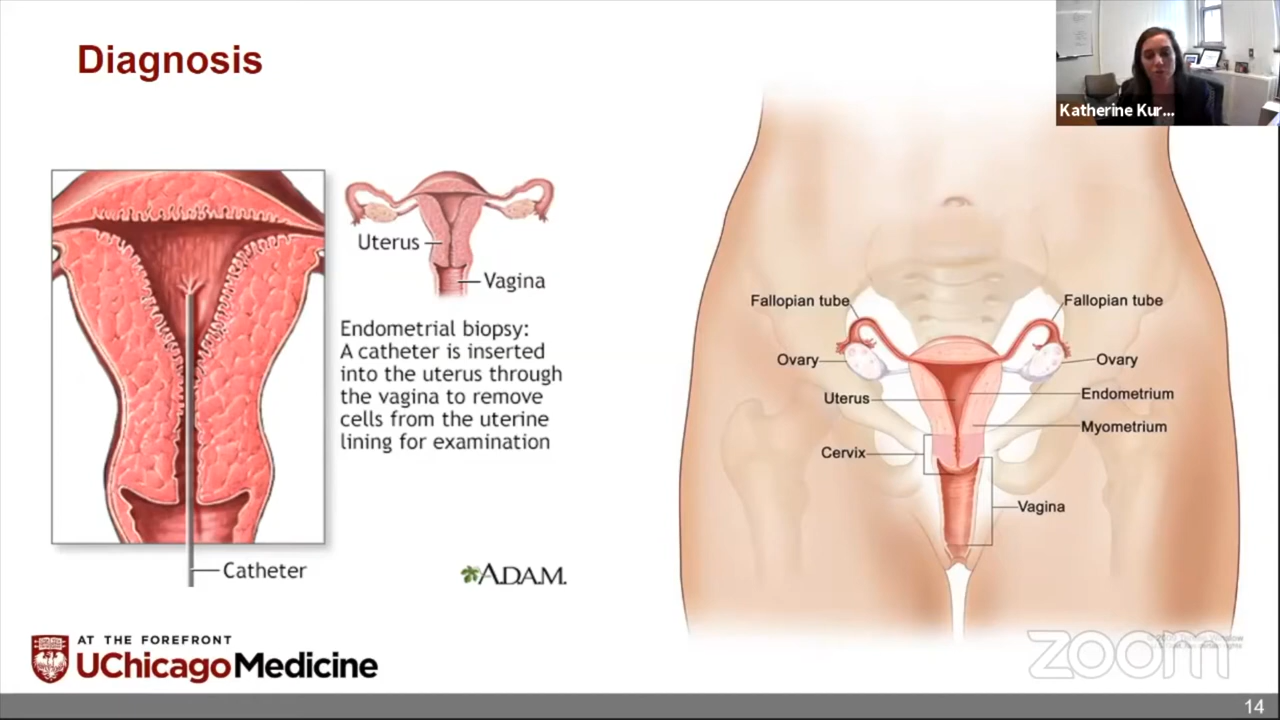 Diagnosis
Katherine Kur...
Uterus
Vagina
Endometrial biopsy:
A catheter is inserted
into the uterus through
the vagina to remove
cells from the uterine
lining for examination
Catheter
A.D.A.M.
Fallopian tube
Fallopian tube
Ovary
Ovary
Uterus
Endometrium
Myometrium
Cervix
Vagina
AT THE FOREFRONT
UChicago Medicine
zoom
14